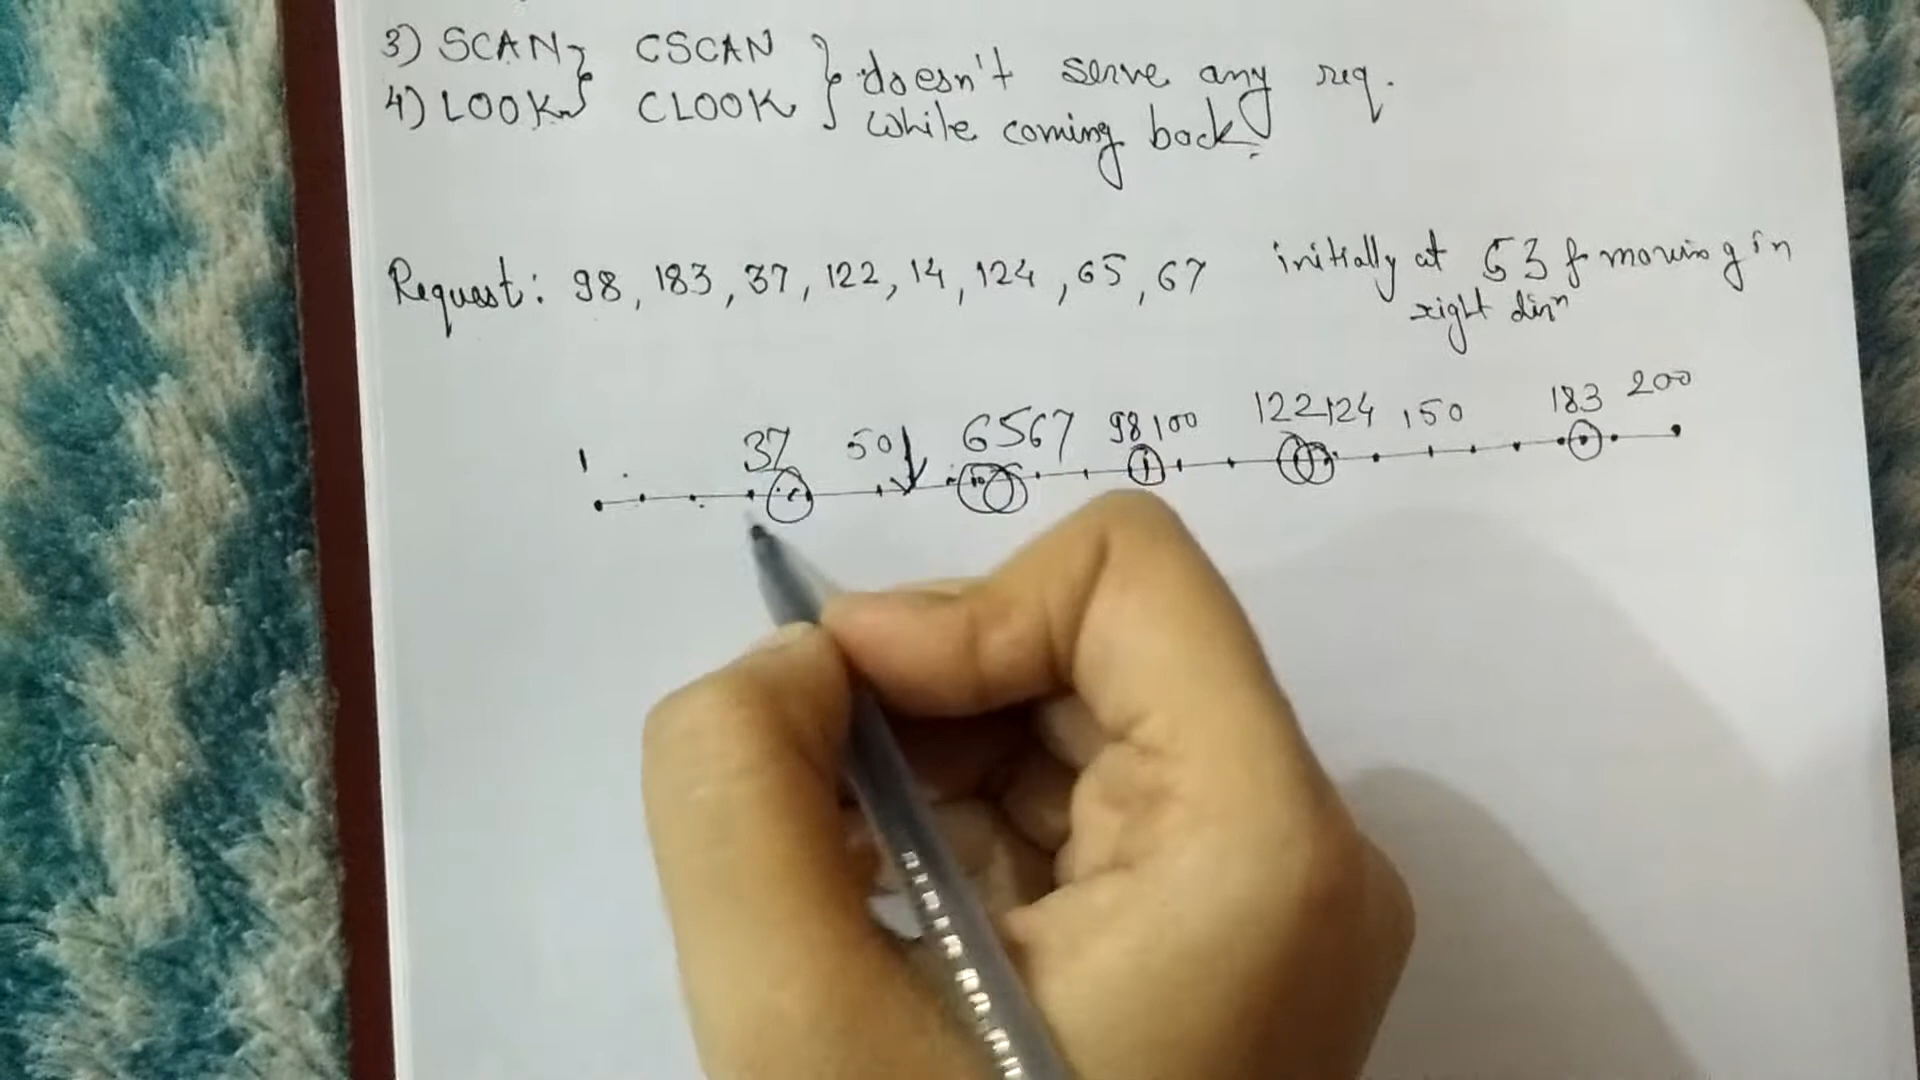 3) SCAN } CSCAN } doesn't serve any req.
4) LOOK } CLOOK } while coming back.
Request: 98, 183, 37, 122, 14, 124, 65, 67 initially at 53 & moving in
right dirⁿ
1 37 50 65 67 98 100 122 124 150 183 200